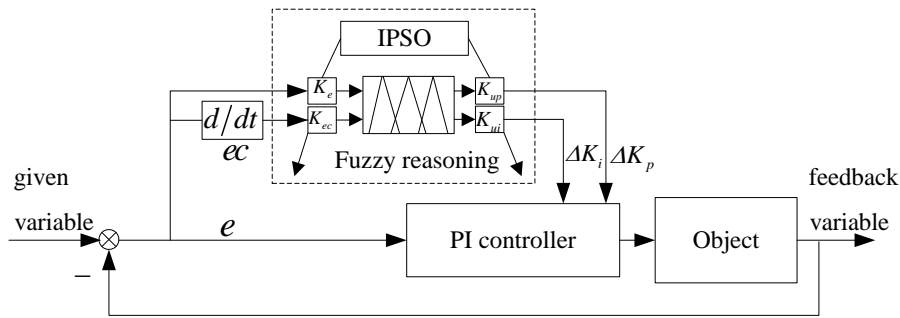 IPSO
K_e
K_up
d/dt
K_ec
K_ui
ec
Fuzzy reasoning
ΔK_i ΔK_p
given
variable
feedback
variable
e
PI controller
Object
−